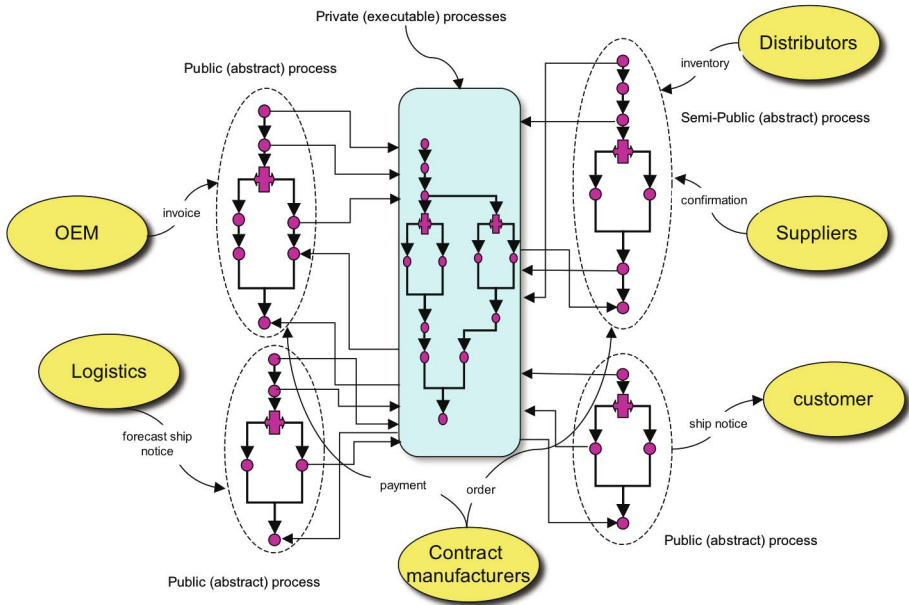 Private (executable) processes
Distributors
Public (abstract) process
inventory
Semi-Public (abstract) process
invoice
OEM
confirmation
Suppliers
Logistics
customer
forecast ship
notice
ship notice
payment
order
Contract
manufacturers
Public (abstract) process
Public (abstract) process